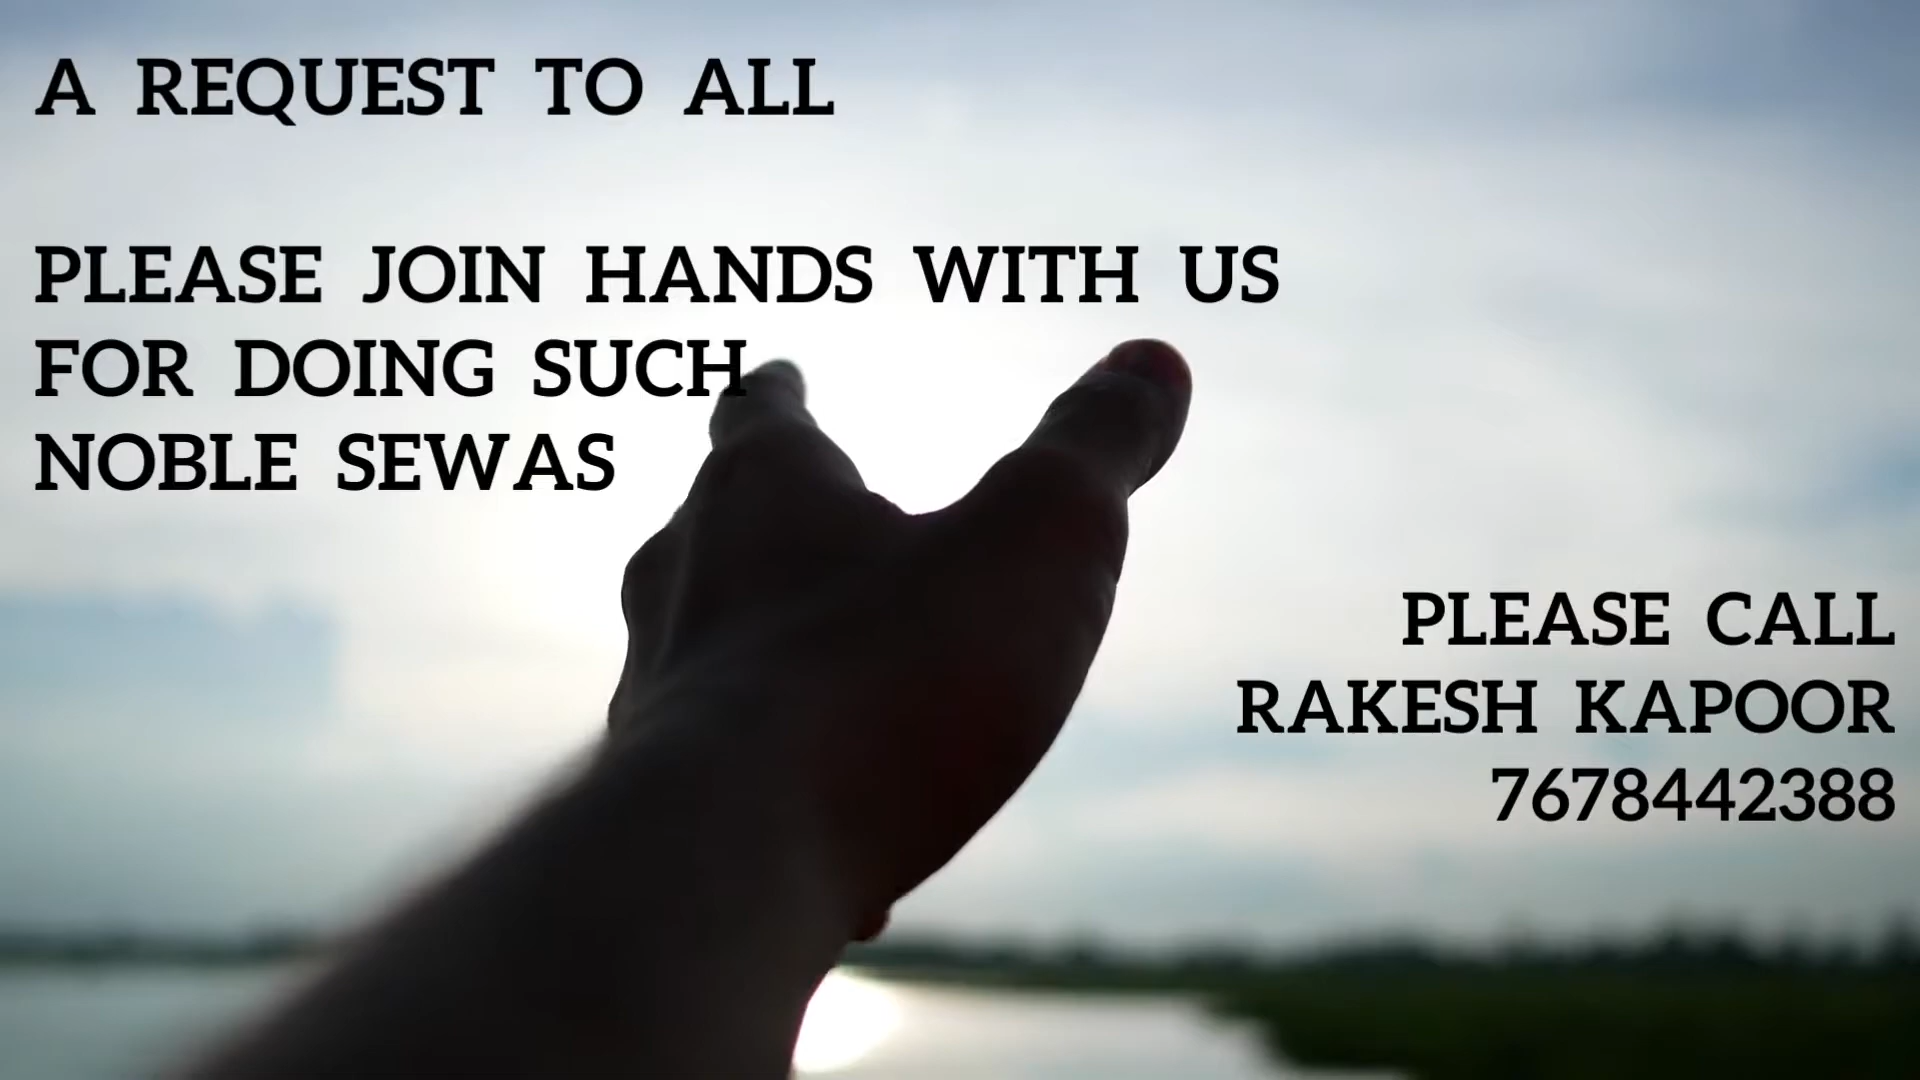 A REQUEST TO ALL
PLEASE JOIN HANDS WITH US
FOR DOING SUCH
NOBLE SEWAS
PLEASE CALL
RAKESH KAPOOR
7678442388